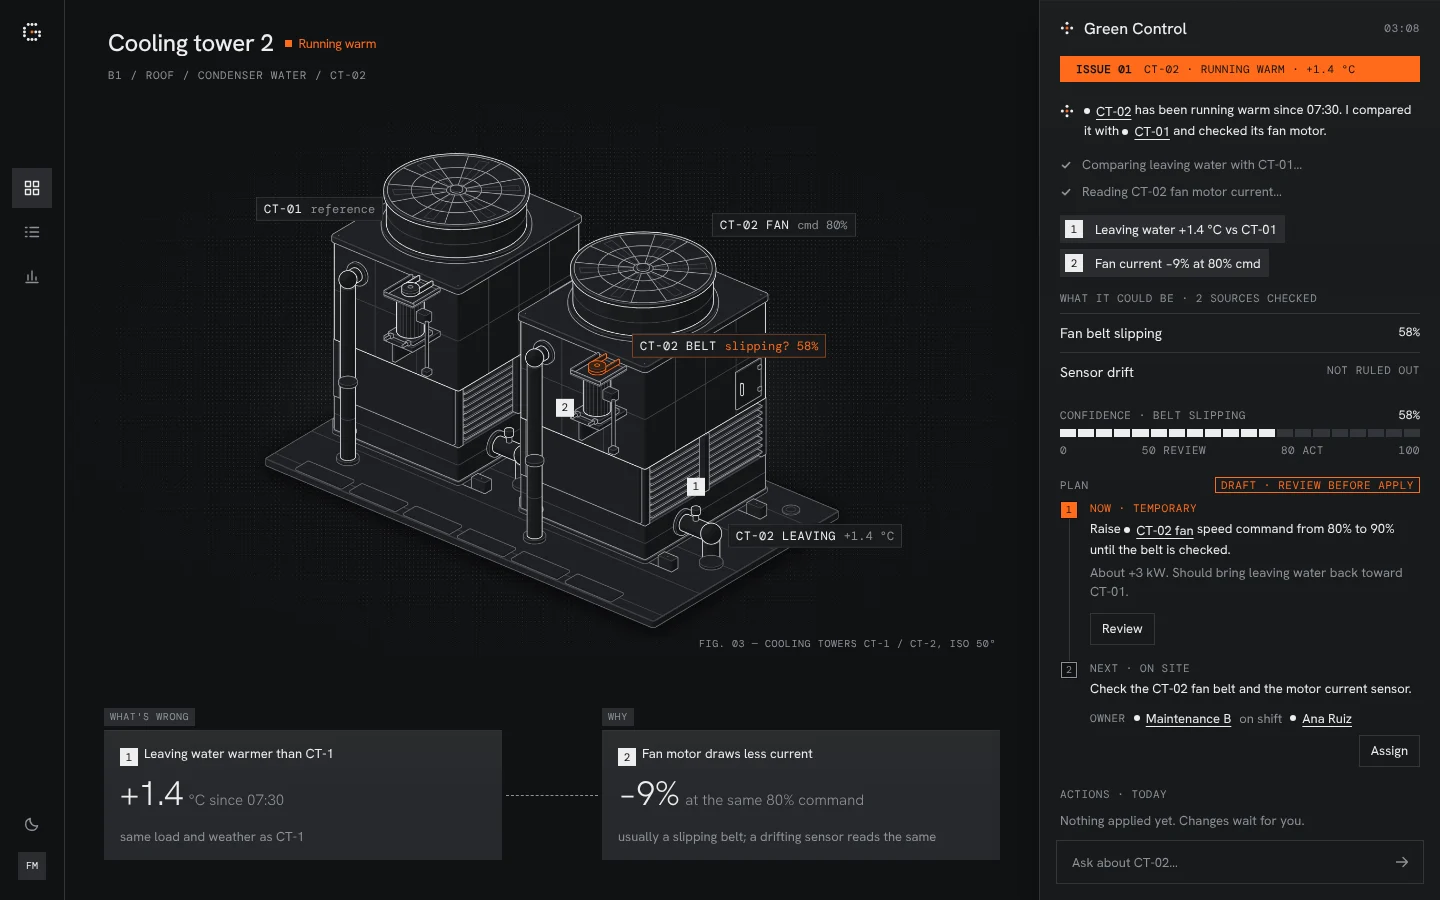 Cooling tower 2
Running warm
B1 / ROOF / CONDENSER WATER / CT-02
CT-01 reference
CT-02 FAN cmd 80%
CT-02 BELT slipping? 58%
2
1
CT-02 LEAVING +1.4 °C
FIG. 03 — COOLING TOWERS CT-1 / CT-2, ISO 50°
WHAT'S WRONG
1 Leaving water warmer than CT-1
+1.4 °C since 07:30
same load and weather as CT-1
WHY
2 Fan motor draws less current
−9% at the same 80% command
usually a slipping belt; a drifting sensor reads the same
FM
Green Control
03:08
ISSUE 01 CT-02 · RUNNING WARM · +1.4 °C
CT-02 has been running warm since 07:30. I compared
it with CT-01 and checked its fan motor.
Comparing leaving water with CT-01…
Reading CT-02 fan motor current…
1 Leaving water +1.4 °C vs CT-01
2 Fan current −9% at 80% cmd
WHAT IT COULD BE · 2 SOURCES CHECKED
Fan belt slipping 58%
Sensor drift NOT RULED OUT
CONFIDENCE · BELT SLIPPING 58%
0 50 REVIEW 80 ACT 100
PLAN DRAFT · REVIEW BEFORE APPLY
1 NOW · TEMPORARY
Raise CT-02 fan speed command from 80% to 90%
until the belt is checked.
About +3 kW. Should bring leaving water back toward
CT-01.
Review
2 NEXT · ON SITE
Check the CT-02 fan belt and the motor current sensor.
OWNER Maintenance B on shift Ana Ruiz
Assign
ACTIONS · TODAY
Nothing applied yet. Changes wait for you.
Ask about CT-02…